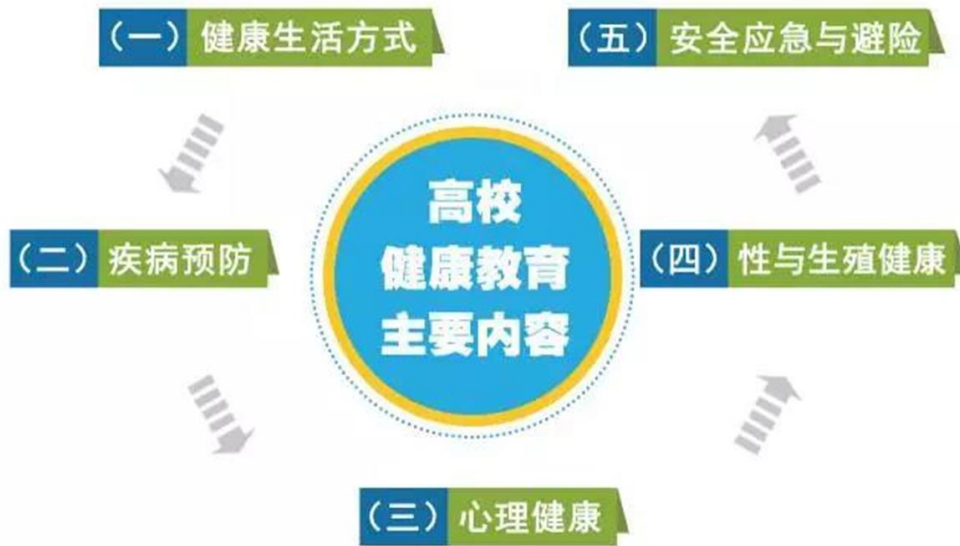 （一）健康生活方式
（二）疾病预防
（三）心理健康
（四）性与生殖健康
（五）安全应急与避险
高校
健康教育
主要内容